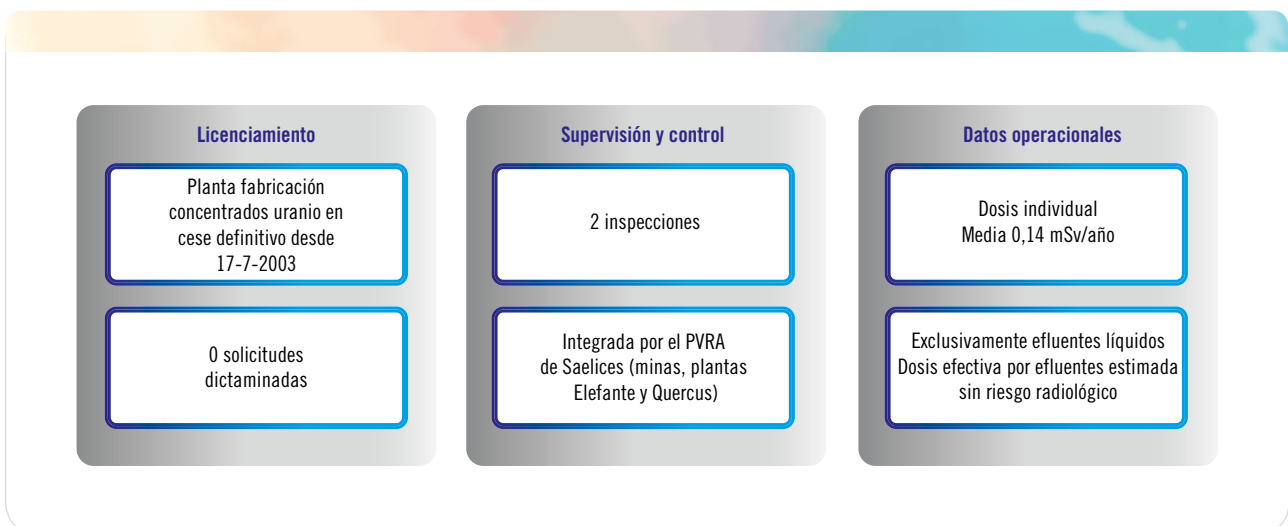 Licenciamiento
Planta fabricación
concentrados uranio en
cese definitivo desde
17-7-2003
0 solicitudes
dictaminadas
Supervisión y control
2 inspecciones
Integrada por el PVRA
de Saelices (minas, plantas
Elefante y Quercus)
Datos operacionales
Dosis individual
Media 0,14 mSv/año
Exclusivamente efluentes líquidos
Dosis efectiva por efluentes estimada
sin riesgo radiológico